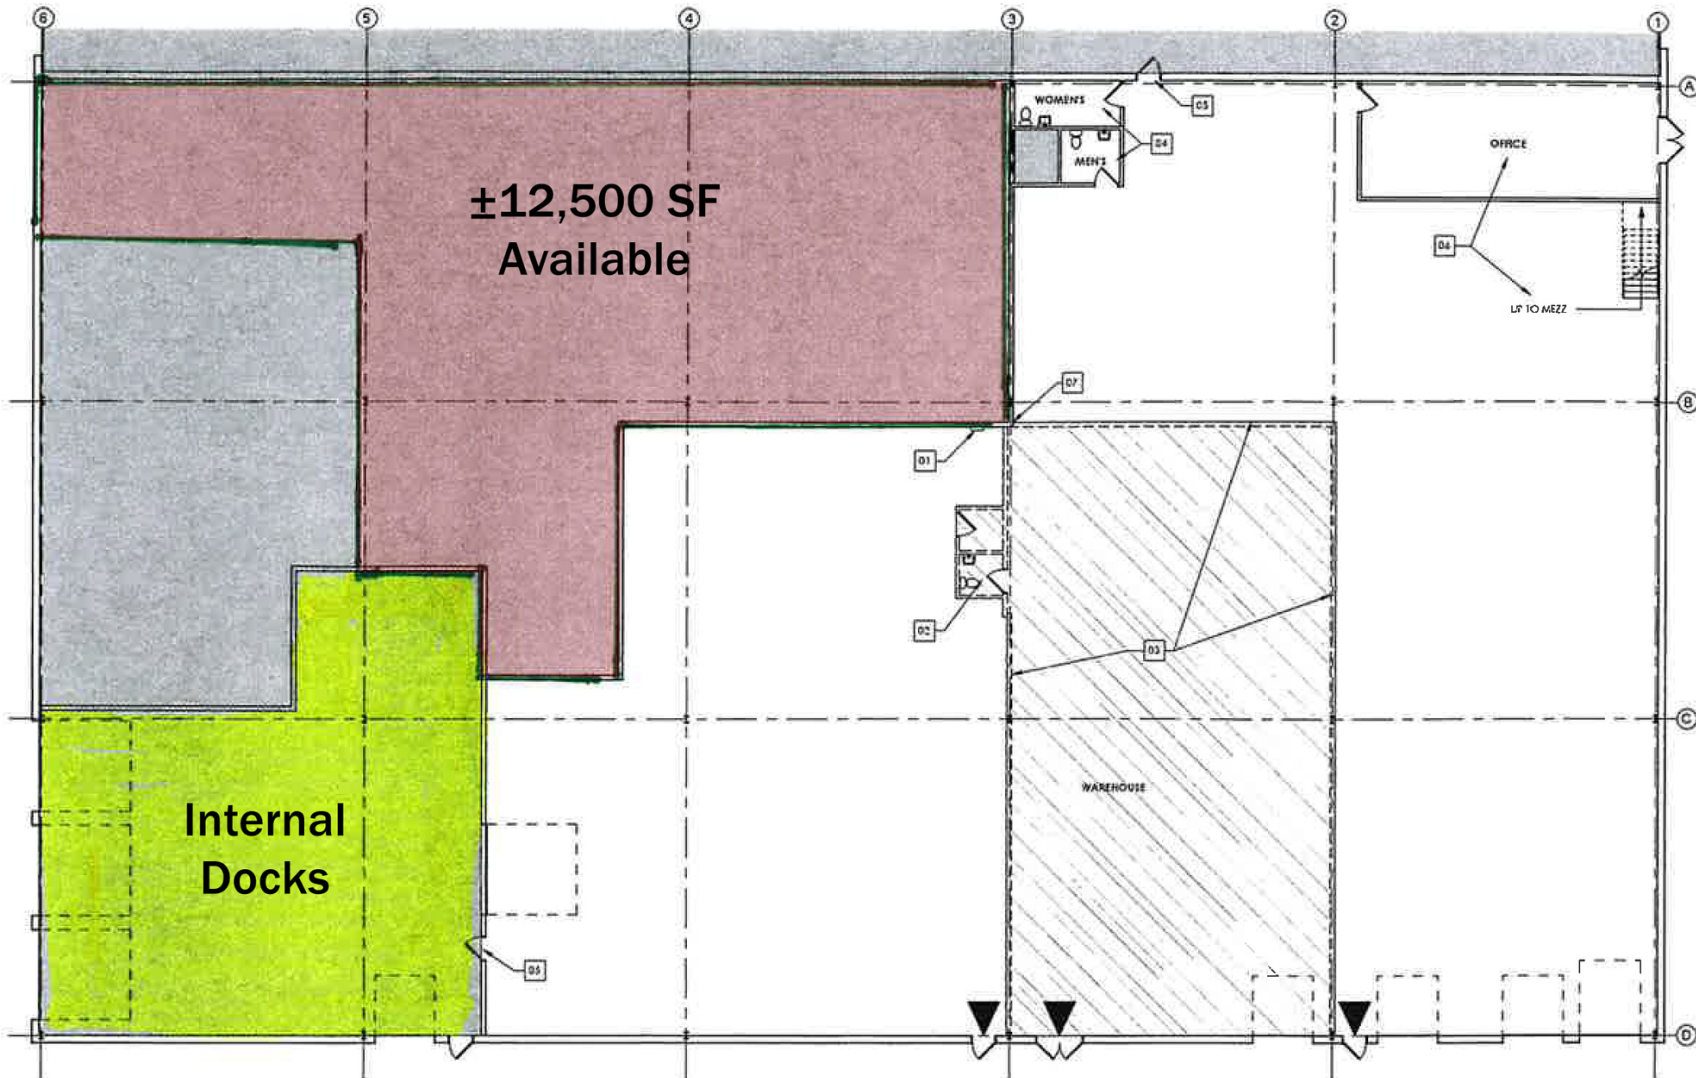 6 5 4 3 2 1
A
WOMEN'S
05
04
MEN'S
OFFICE
±12,500 SF
Available
06
UP TO MEZZ
07
B
01
02
03
C
WAREHOUSE
Internal
Docks
05
D